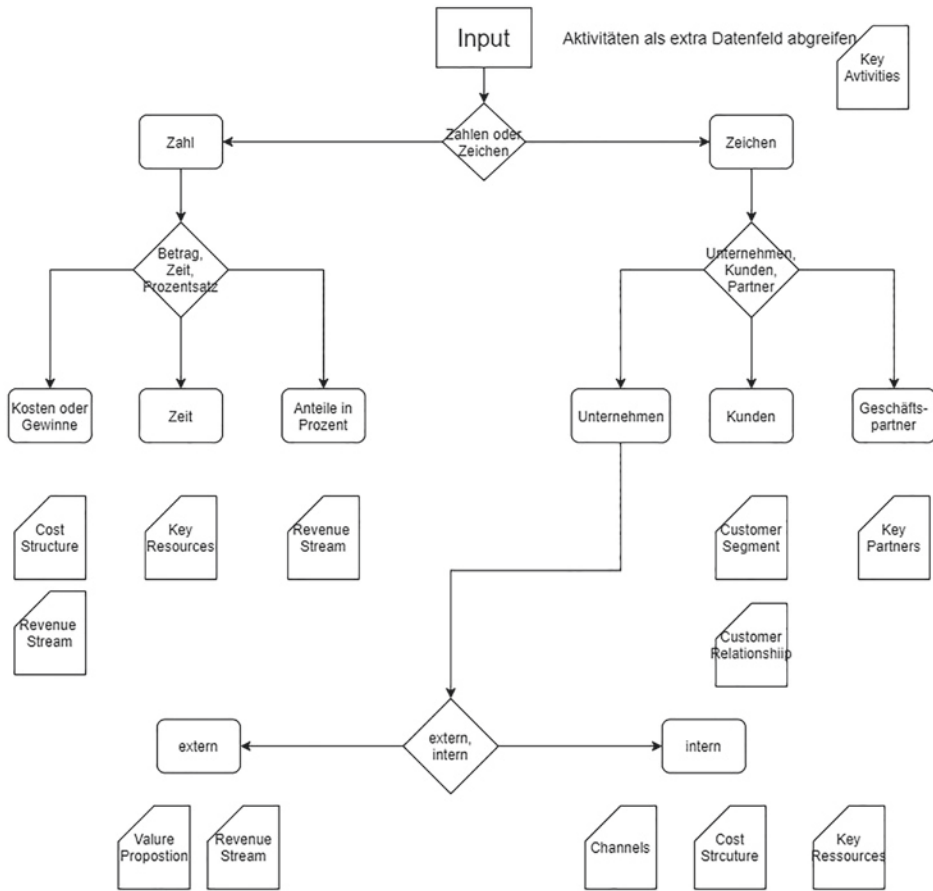 Input
Aktivitäten als extra Datenfeld abgreifen
Key
Avtivities
Zahl
Zahlen oder
Zeichen
Zeichen
Betrag,
Zeit,
Prozentsatz
Unternehmen,
Kunden,
Partner
Kosten oder
Gewinne
Zeit
Anteile in
Prozent
Unternehmen
Kunden
Geschäfts-
partner
Cost
Structure
Key
Resources
Revenue
Stream
Customer
Segment
Key
Partners
Revenue
Stream
Customer
Relationshiip
extern
extern,
intern
intern
Valure
Propostion
Revenue
Stream
Channels
Cost
Strcuture
Key
Ressources